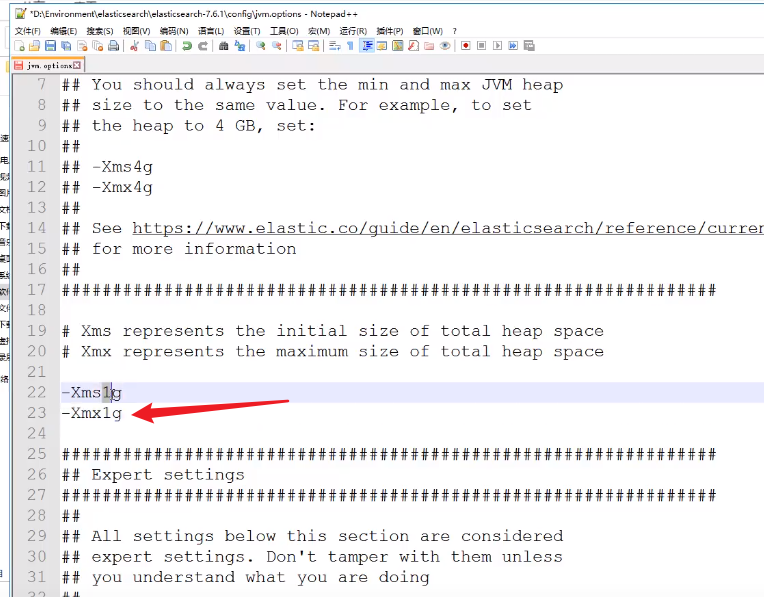 *D:\Environment\elasticsearch\elasticsearch-7.6.1\config\jvm.options - Notepad++
文件(F) 编辑(E) 搜索(S) 视图(V) 编码(N) 语言(L) 设置(T) 工具(O) 宏(M) 运行(R) 插件(P) 窗口(W) ?
jvm.options
7 ## You should always set the min and max JVM heap
8 ## size to the same value. For example, to set
9 ## the heap to 4 GB, set:
10 ##
11 ## -Xms4g
12 ## -Xmx4g
13 ##
14 ## See https://www.elastic.co/guide/en/elasticsearch/reference/curren
15 ## for more information
16 ##
17 ################################################################
18
19 # Xms represents the initial size of total heap space
20 # Xmx represents the maximum size of total heap space
21
22 -Xms1g
23 -Xmx1g
24
25 ################################################################
26 ## Expert settings
27 ################################################################
28 ##
29 ## All settings below this section are considered
30 ## expert settings. Don't tamper with them unless
31 ## you understand what you are doing
32 ##